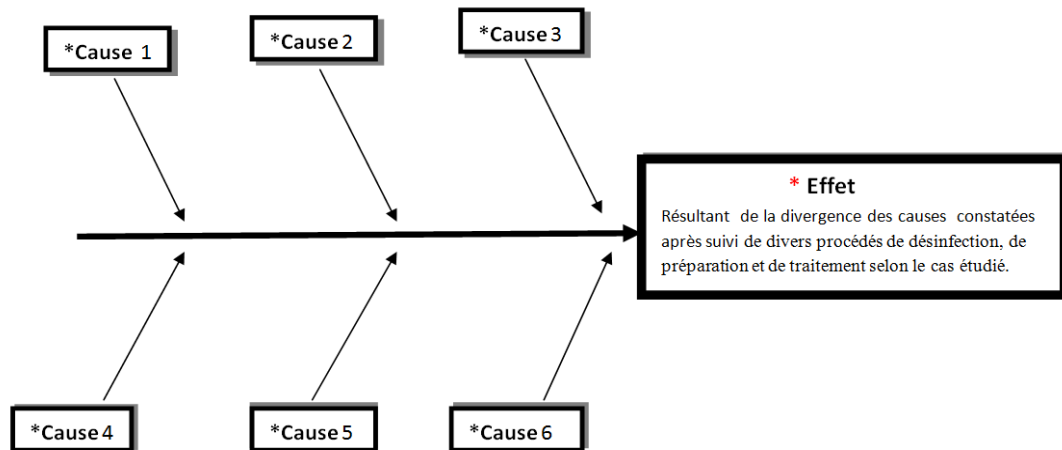 *Cause 1
*Cause 2
*Cause 3
* Effet
Résultant de la divergence des causes constatées
après suivi de divers procédés de désinfection, de
préparation et de traitement selon le cas étudié.
*Cause 4
*Cause 5
*Cause 6